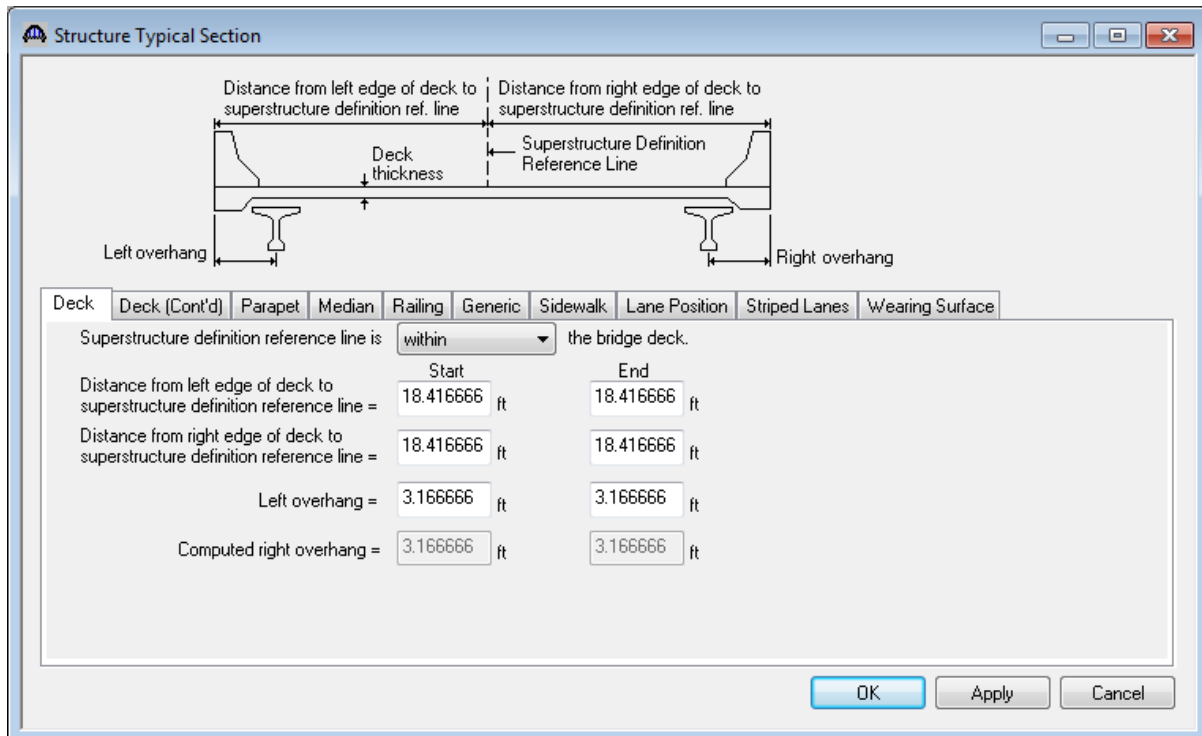 Structure Typical Section
Distance from left edge of deck to
superstructure definition ref. line
Distance from right edge of deck to
superstructure definition ref. line
Superstructure Definition
Reference Line
Deck
thickness
Left overhang
Right overhang
Deck Deck (Cont'd) Parapet Median Railing Generic Sidewalk Lane Position Striped Lanes Wearing Surface
Superstructure definition reference line is within the bridge deck.
Start End
Distance from left edge of deck to
superstructure definition reference line = 18.416666 ft 18.416666 ft
Distance from right edge of deck to
superstructure definition reference line = 18.416666 ft 18.416666 ft
Left overhang = 3.166666 ft 3.166666 ft
Computed right overhang = 3.166666 ft 3.166666 ft
OK Apply Cancel